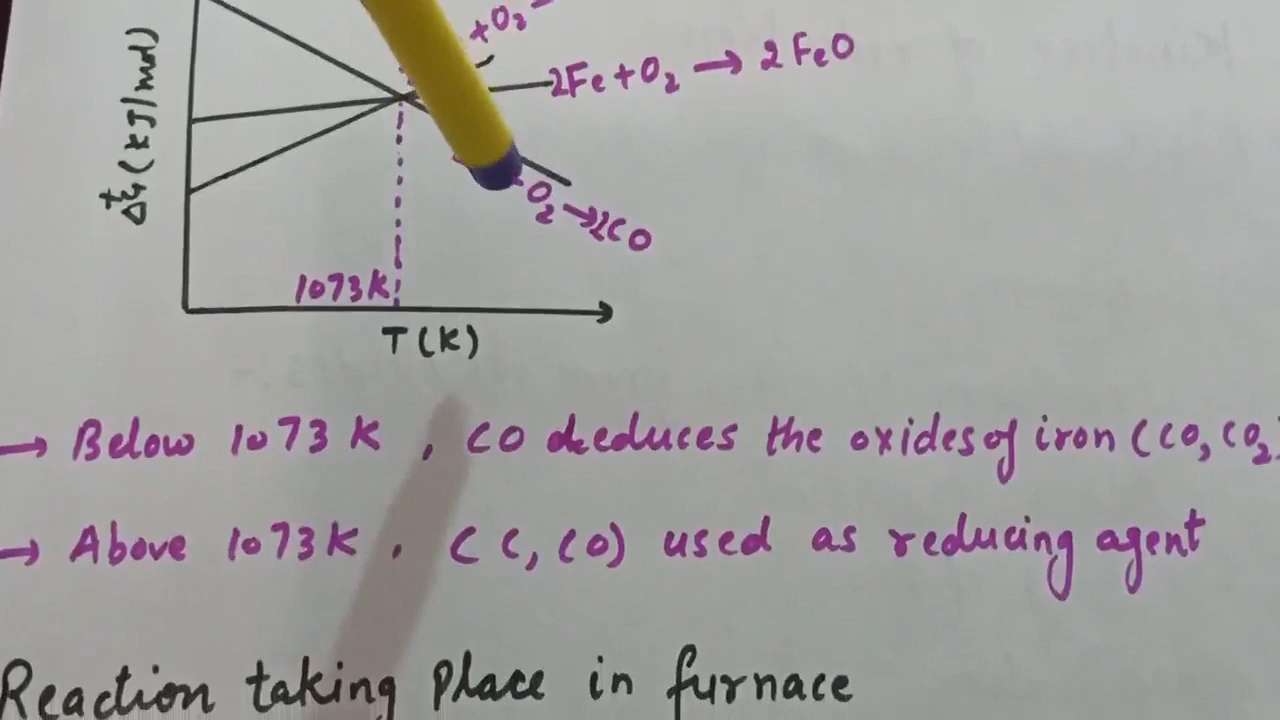 +O₂
2Fe + O₂ → 2FeO
O₂ → 2CO
(kJ/mol)
1073K
T(K)
→ Below 1073 K, CO deduces the oxides of iron (CO, CO₂)
→ Above 1073K. (C, CO) used as reducing agent
Reaction taking place in furnace